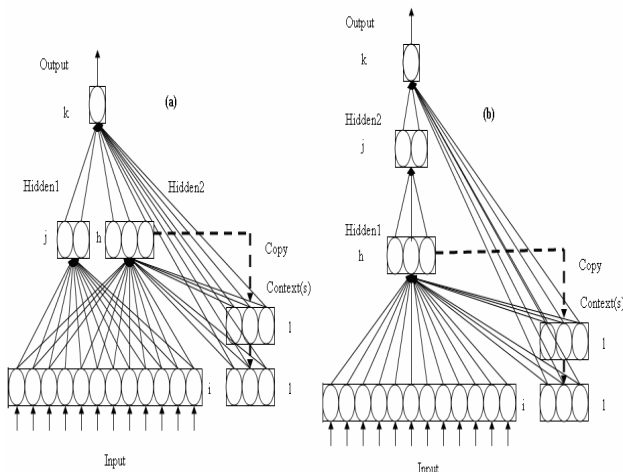 Output
k
(a)
Hidden1
Hidden2
j
h
Copy
Context(s)
l
i
l
Input
Output
k
(b)
Hidden2
j
Hidden1
h
Copy
Context(s)
l
i
l
Input